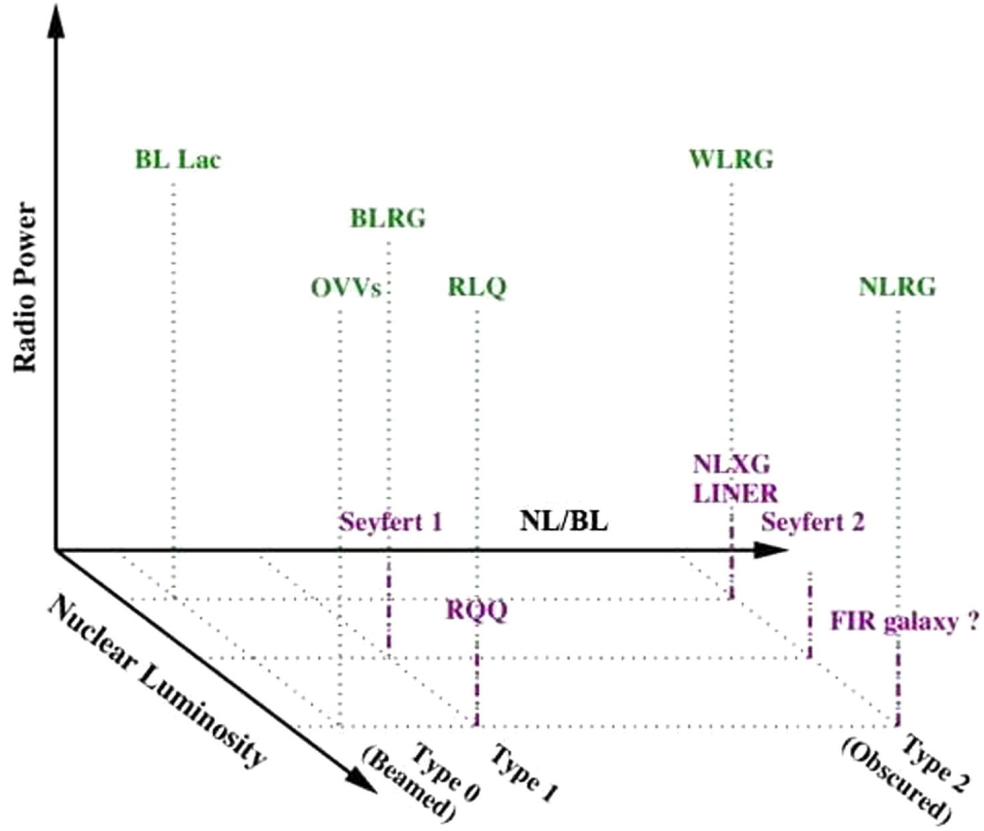 BL Lac
WLRG
BLRG
OVVs
RLQ
NLRG
Radio Power
NLXG
LINER
Seyfert 1
NL/BL
Seyfert 2
RQQ
FIR galaxy ?
Nuclear Luminosity
Type 0
(Beamed)
Type 1
Type 2
(Obscured)